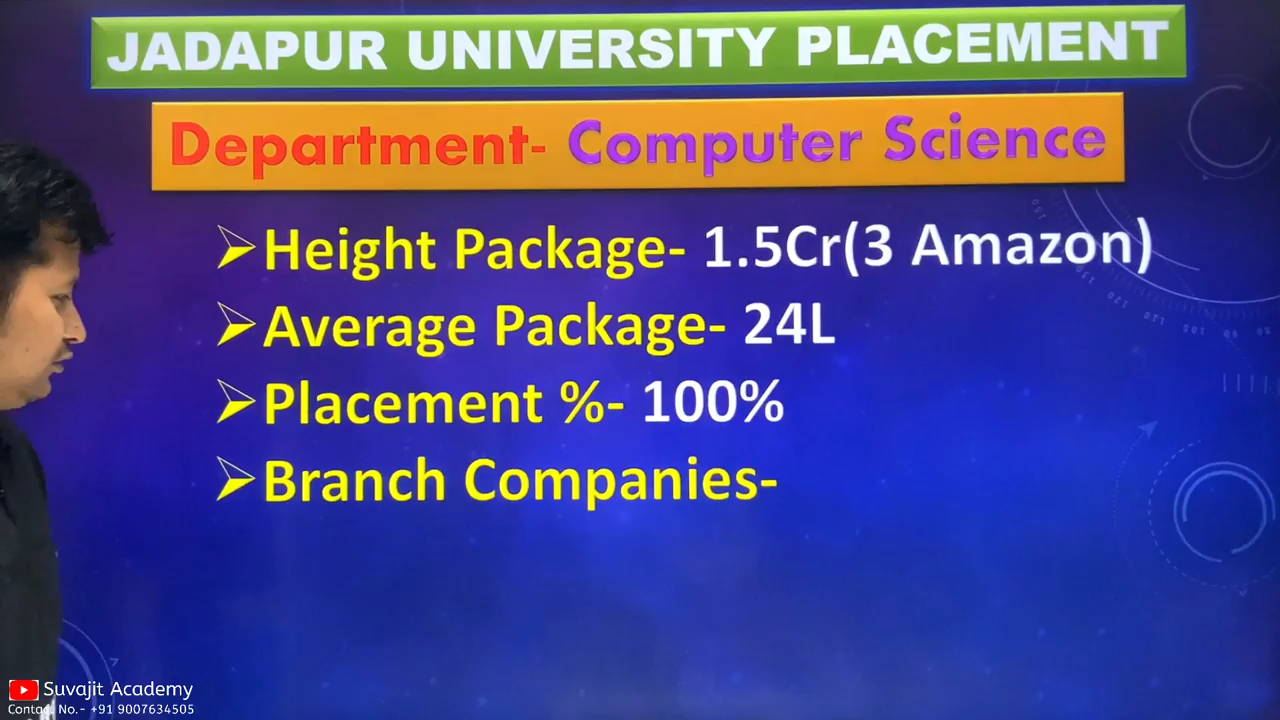 JADAPUR UNIVERSITY PLACEMENT
Department- Computer Science
Height Package- 1.5Cr(3 Amazon)
Average Package- 24L
Placement %- 100%
Branch Companies-
Suvajit Academy
Contact No.- +91 9007634505